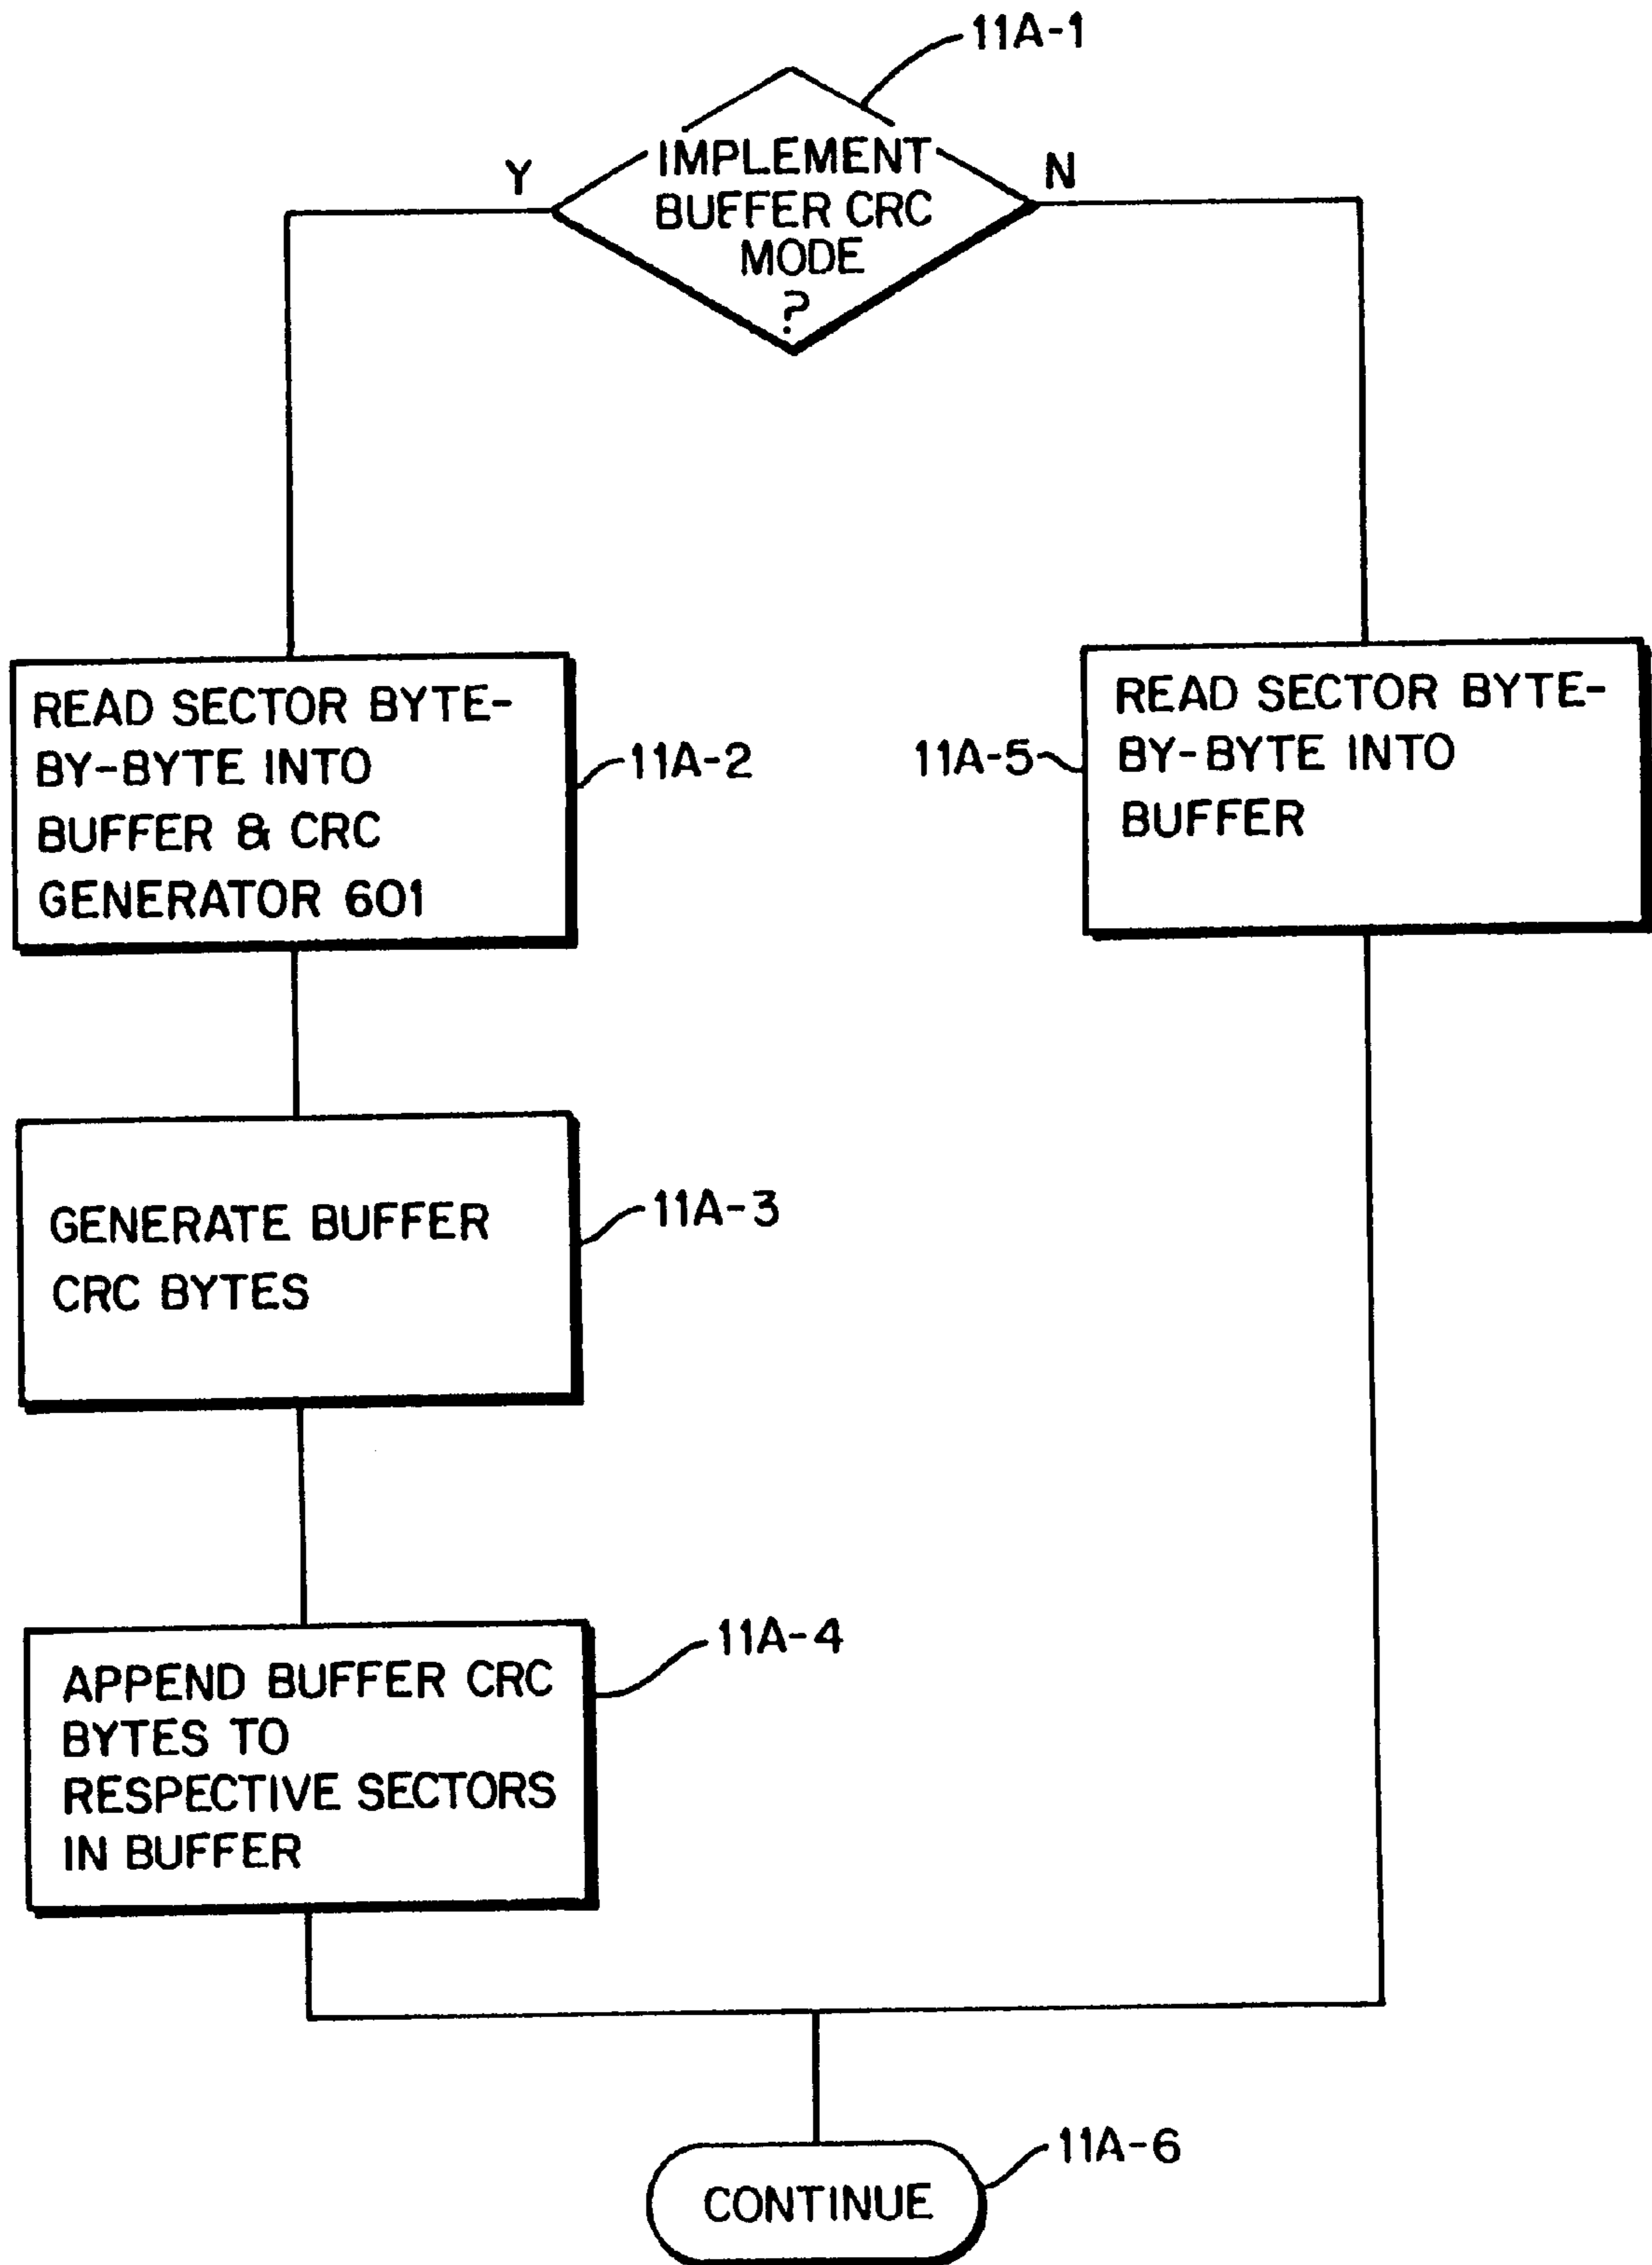 11A-1
IMPLEMENT
BUFFER CRC
MODE
?
Y
N
READ SECTOR BYTE-
BY-BYTE INTO
BUFFER & CRC
GENERATOR 601
11A-2
11A-5
READ SECTOR BYTE-
BY-BYTE INTO
BUFFER
GENERATE BUFFER
CRC BYTES
11A-3
APPEND BUFFER CRC
BYTES TO
RESPECTIVE SECTORS
IN BUFFER
11A-4
11A-6
CONTINUE